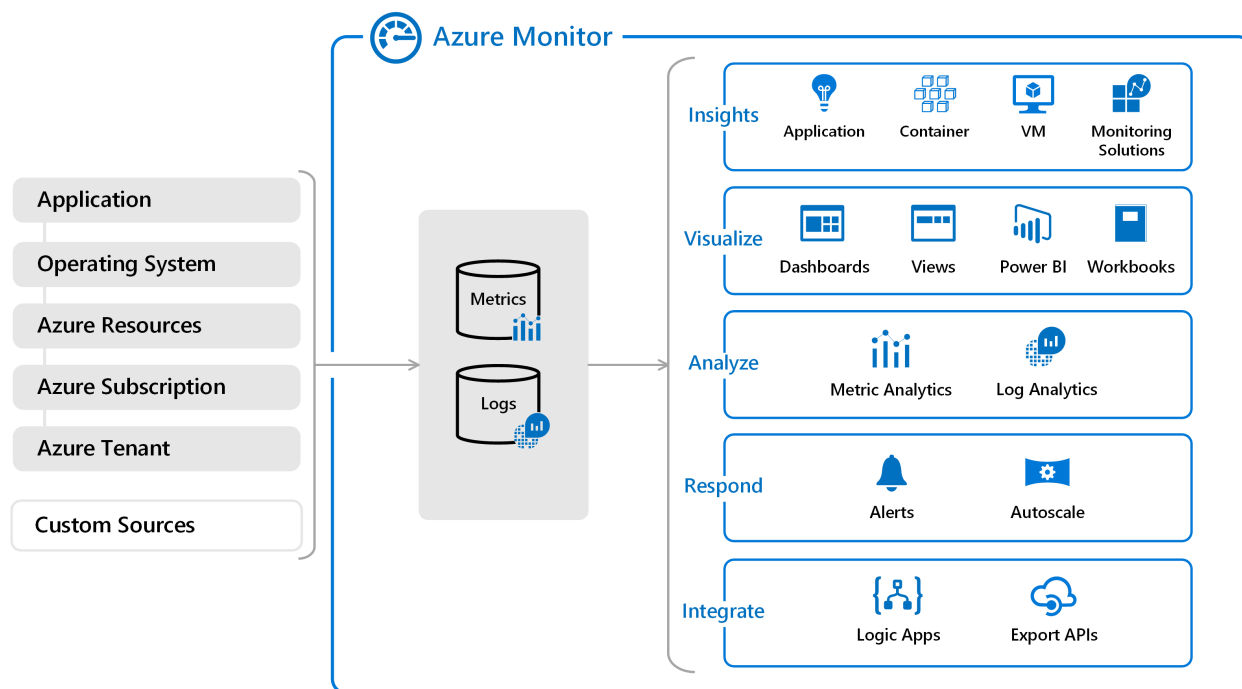 Azure Monitor
Application
Operating System
Azure Resources
Azure Subscription
Azure Tenant
Custom Sources
Metrics
Logs
Insights
Application
Container
VM
Monitoring
Solutions
Visualize
Dashboards
Views
Power BI
Workbooks
Analyze
Metric Analytics
Log Analytics
Respond
Alerts
Autoscale
Integrate
Logic Apps
Export APIs